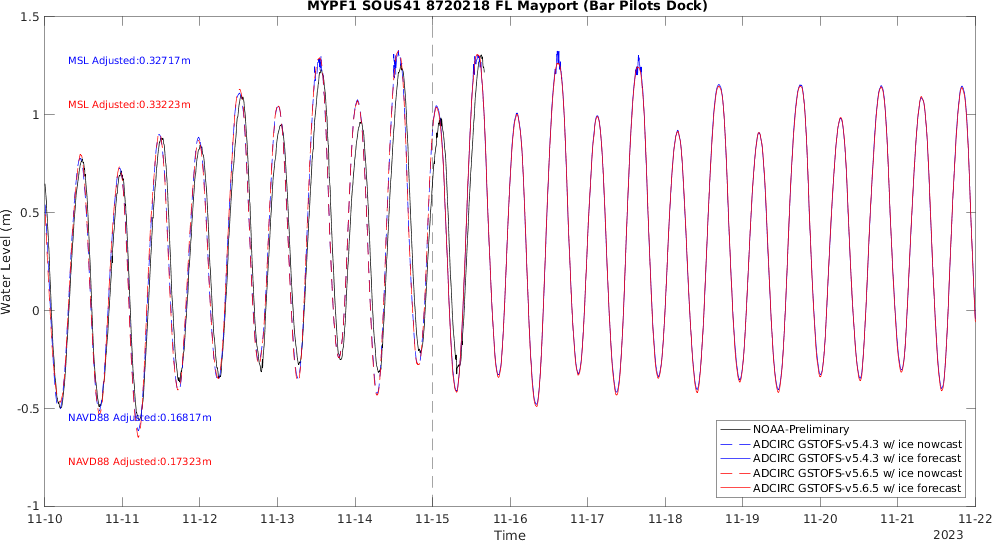 MYPF1 SOUS41 8720218 FL Mayport (Bar Pilots Dock)
1.5
1
0.5
0
-0.5
-1
Water Level (m)
MSL Adjusted:0.32717m
MSL Adjusted:0.33223m
NAVD88 Adjusted:0.16817m
NAVD88 Adjusted:0.17323m
NOAA-Preliminary
ADCIRC GSTOFS-v5.4.3 w/ ice nowcast
ADCIRC GSTOFS-v5.4.3 w/ ice forecast
ADCIRC GSTOFS-v5.6.5 w/ ice nowcast
ADCIRC GSTOFS-v5.6.5 w/ ice forecast
11-10 11-11 11-12 11-13 11-14 11-15 11-16 11-17 11-18 11-19 11-20 11-21 11-22
Time
2023